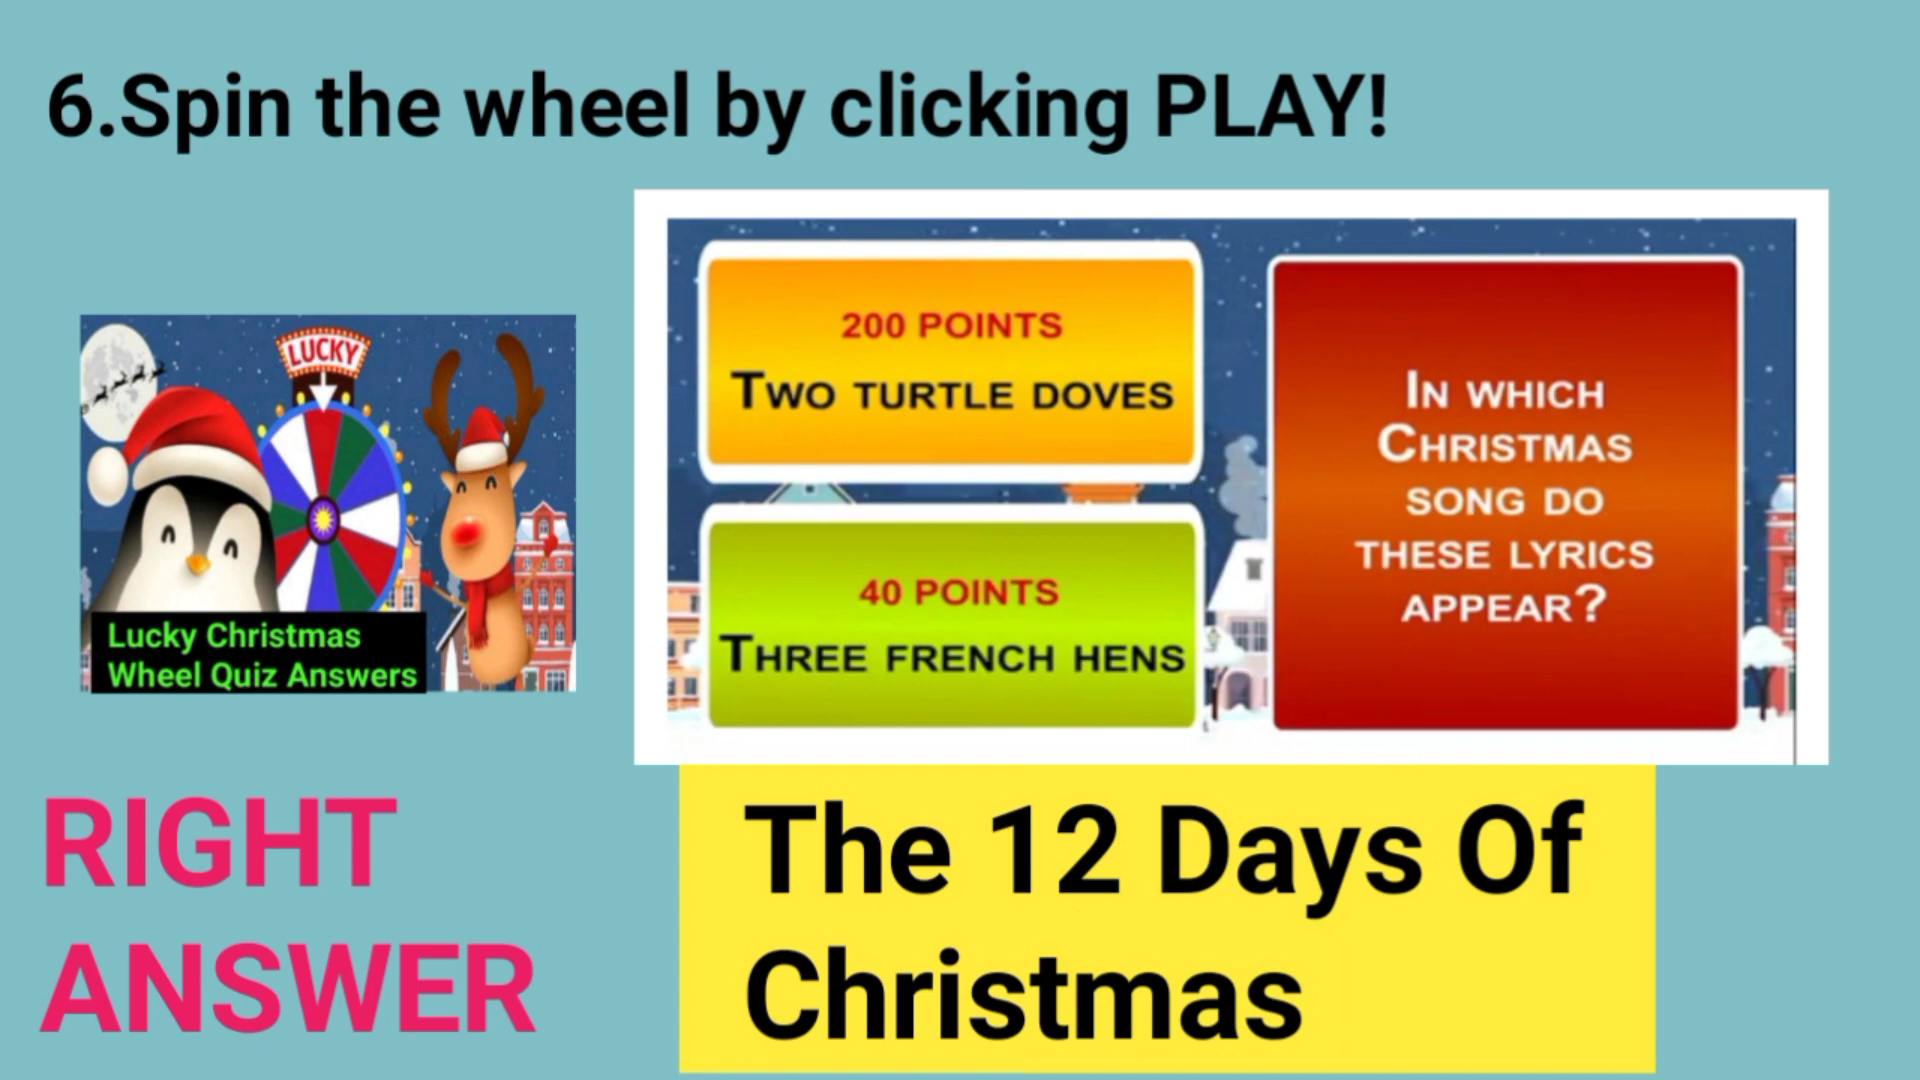 6.Spin the wheel by clicking PLAY!
LUCKY
Lucky Christmas
Wheel Quiz Answers
200 POINTS
TWO TURTLE DOVES
40 POINTS
THREE FRENCH HENS
IN WHICH
CHRISTMAS
SONG DO
THESE LYRICS
APPEAR?
RIGHT
ANSWER
The 12 Days Of
Christmas